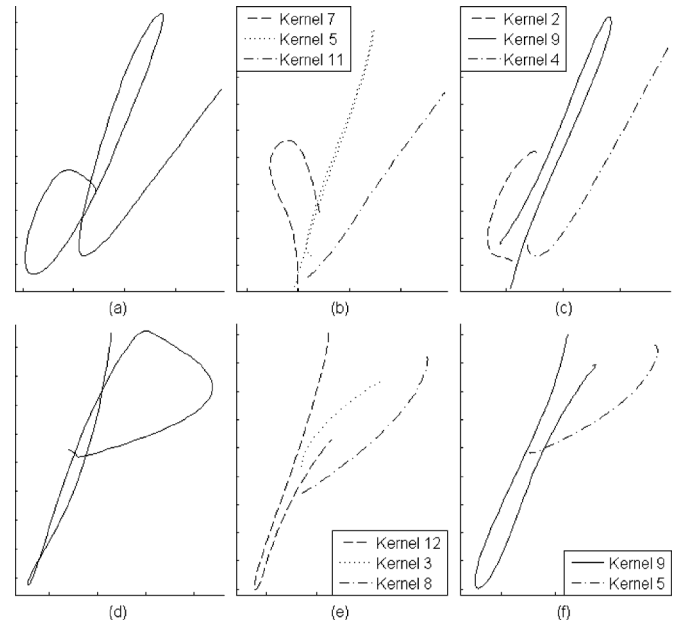 Kernel 7
Kernel 5
Kernel 11
Kernel 2
Kernel 9
Kernel 4
(a)
(b)
(c)
Kernel 12
Kernel 3
Kernel 8
Kernel 9
Kernel 5
(d)
(e)
(f)